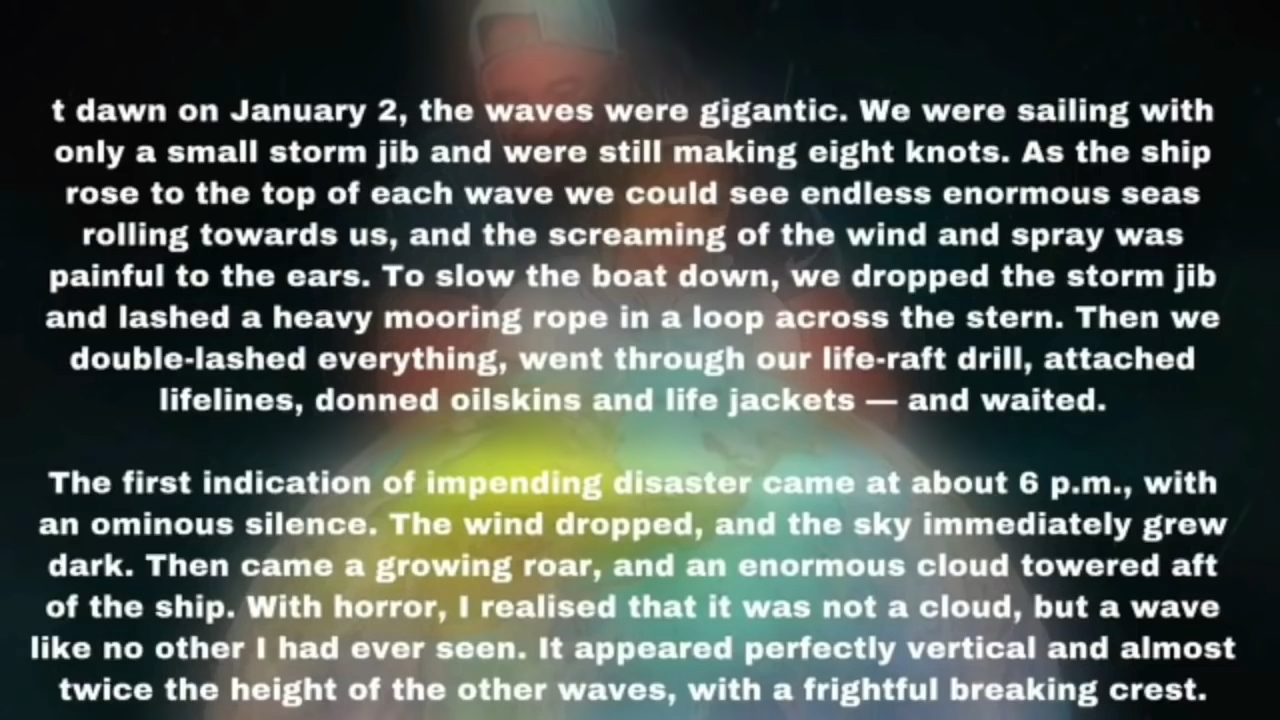 t dawn on January 2, the waves were gigantic. We were sailing with
only a small storm jib and were still making eight knots. As the ship
rose to the top of each wave we could see endless enormous seas
rolling towards us, and the screaming of the wind and spray was
painful to the ears. To slow the boat down, we dropped the storm jib
and lashed a heavy mooring rope in a loop across the stern. Then we
double-lashed everything, went through our life-raft drill, attached
lifelines, donned oilskins and life jackets — and waited.
The first indication of impending disaster came at about 6 p.m., with
an ominous silence. The wind dropped, and the sky immediately grew
dark. Then came a growing roar, and an enormous cloud towered aft
of the ship. With horror, I realised that it was not a cloud, but a wave
like no other I had ever seen. It appeared perfectly vertical and almost
twice the height of the other waves, with a frightful breaking crest.